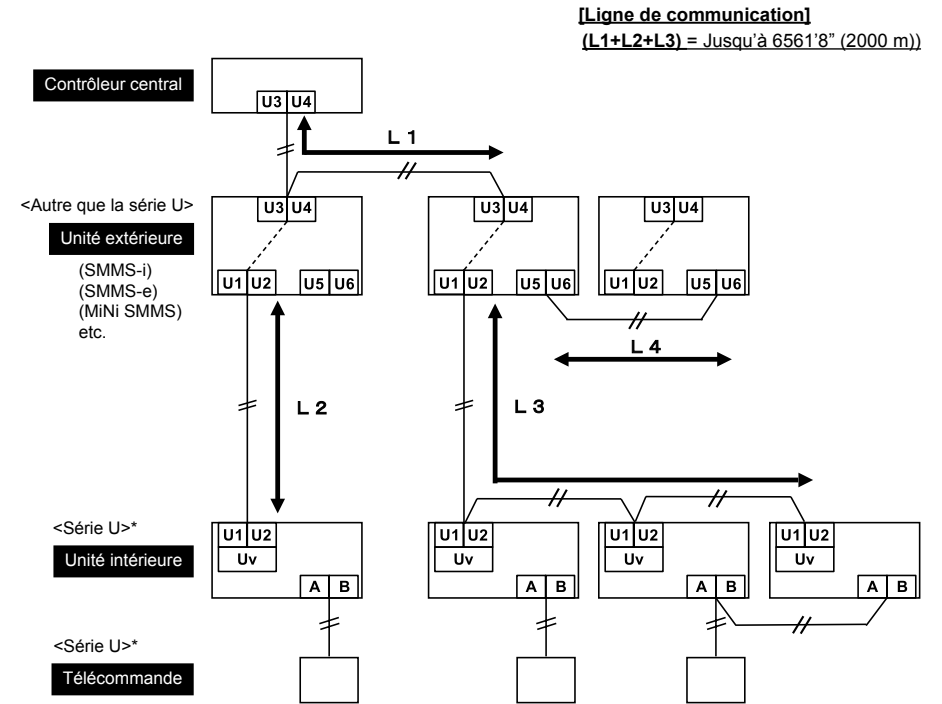 [Ligne de communication]
(L1+L2+L3) = Jusqu'à 6561'8" (2000 m))
Contrôleur central
U3 U4
L 1
<Autre que la série U>
Unité extérieure
(SMMS-i)
(SMMS-e)
(MiNi SMMS)
etc.
U3 U4
U1 U2
U5 U6
U3 U4
U1 U2
U5 U6
U3 U4
U1 U2
U5 U6
L 4
L 2
L 3
<Série U>*
Unité intérieure
U1 U2
Uv
A B
U1 U2
Uv
A B
U1 U2
Uv
A B
U1 U2
Uv
A B
<Série U>*
Télécommande